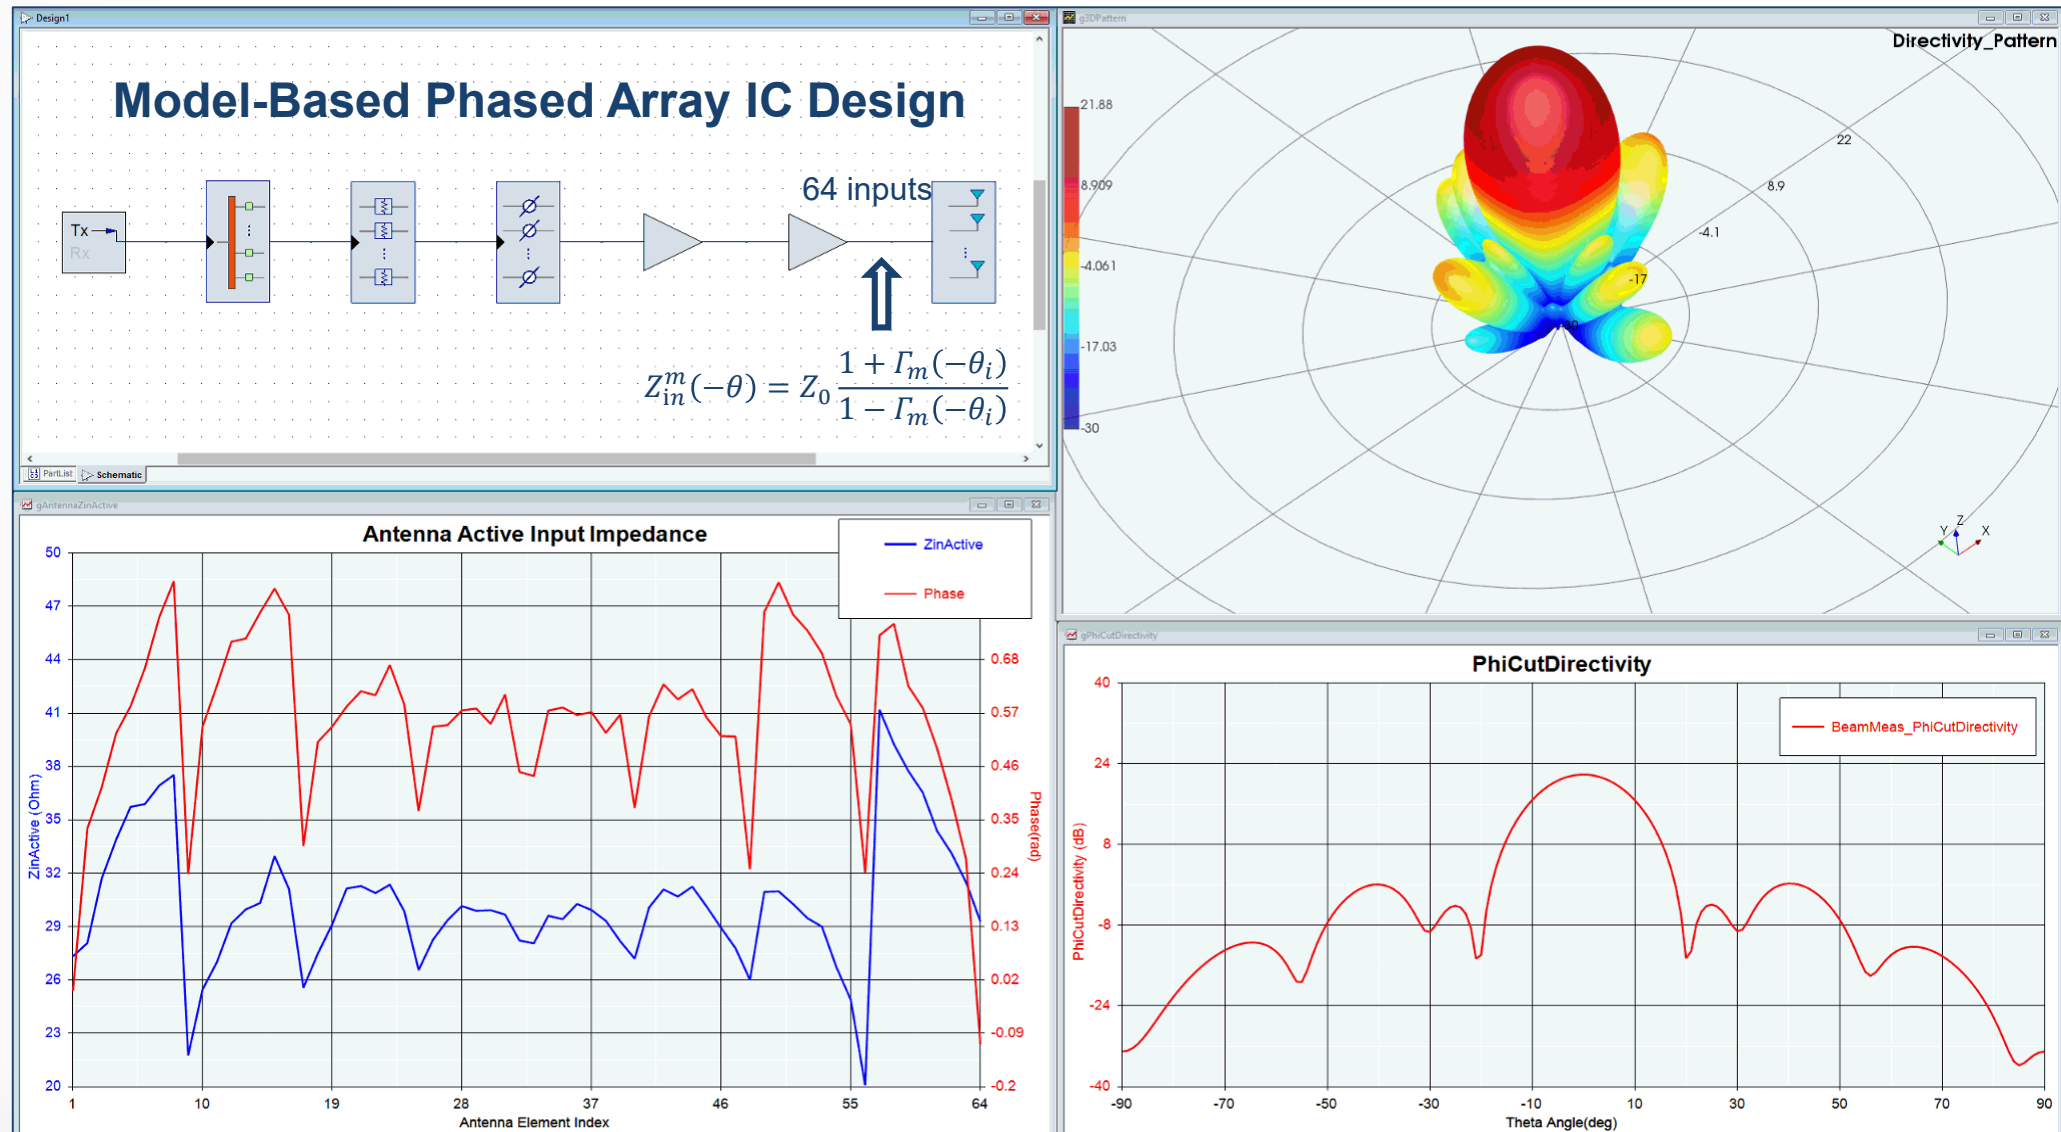 Design1
Model-Based Phased Array IC Design
64 inputs
Tx
Rx
Z_in^m(−θ) = Z_0 (1 + Γ_m(−θ_i)) / (1 − Γ_m(−θ_i))
PartList
Schematic
g3DPattern
Directivity_Pattern
21.88
8.909
-4.061
-17.03
-30
22
8.9
-4.1
-17
-30
Y Z X
gAntennaZinActive
Antenna Active Input Impedance
ZinActive
Phase
50
47
44
41
38
35
32
29
26
23
20
ZinActive (Ohm)
0.68
0.57
0.46
0.35
0.24
0.13
0.02
-0.09
-0.2
Phase(rad)
1 10 19 28 37 46 55 64
Antenna Element Index
gPhiCutDirectivity
PhiCutDirectivity
BeamMeas_PhiCutDirectivity
40
24
8
-8
-24
-40
PhiCutDirectivity (dB)
-90 -70 -50 -30 -10 10 30 50 70 90
Theta Angle(deg)